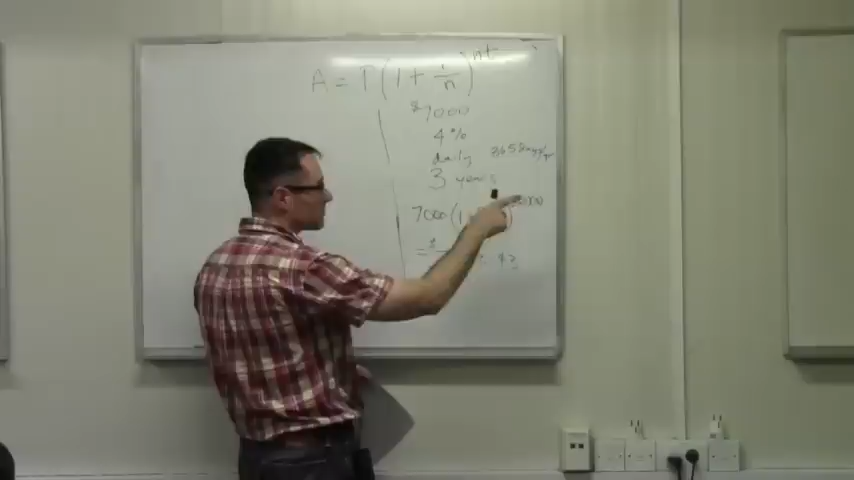 A = P(1 + r/n)^nt
$7000
4%
daily 365 days/yr
3 years
7000(1 +
=